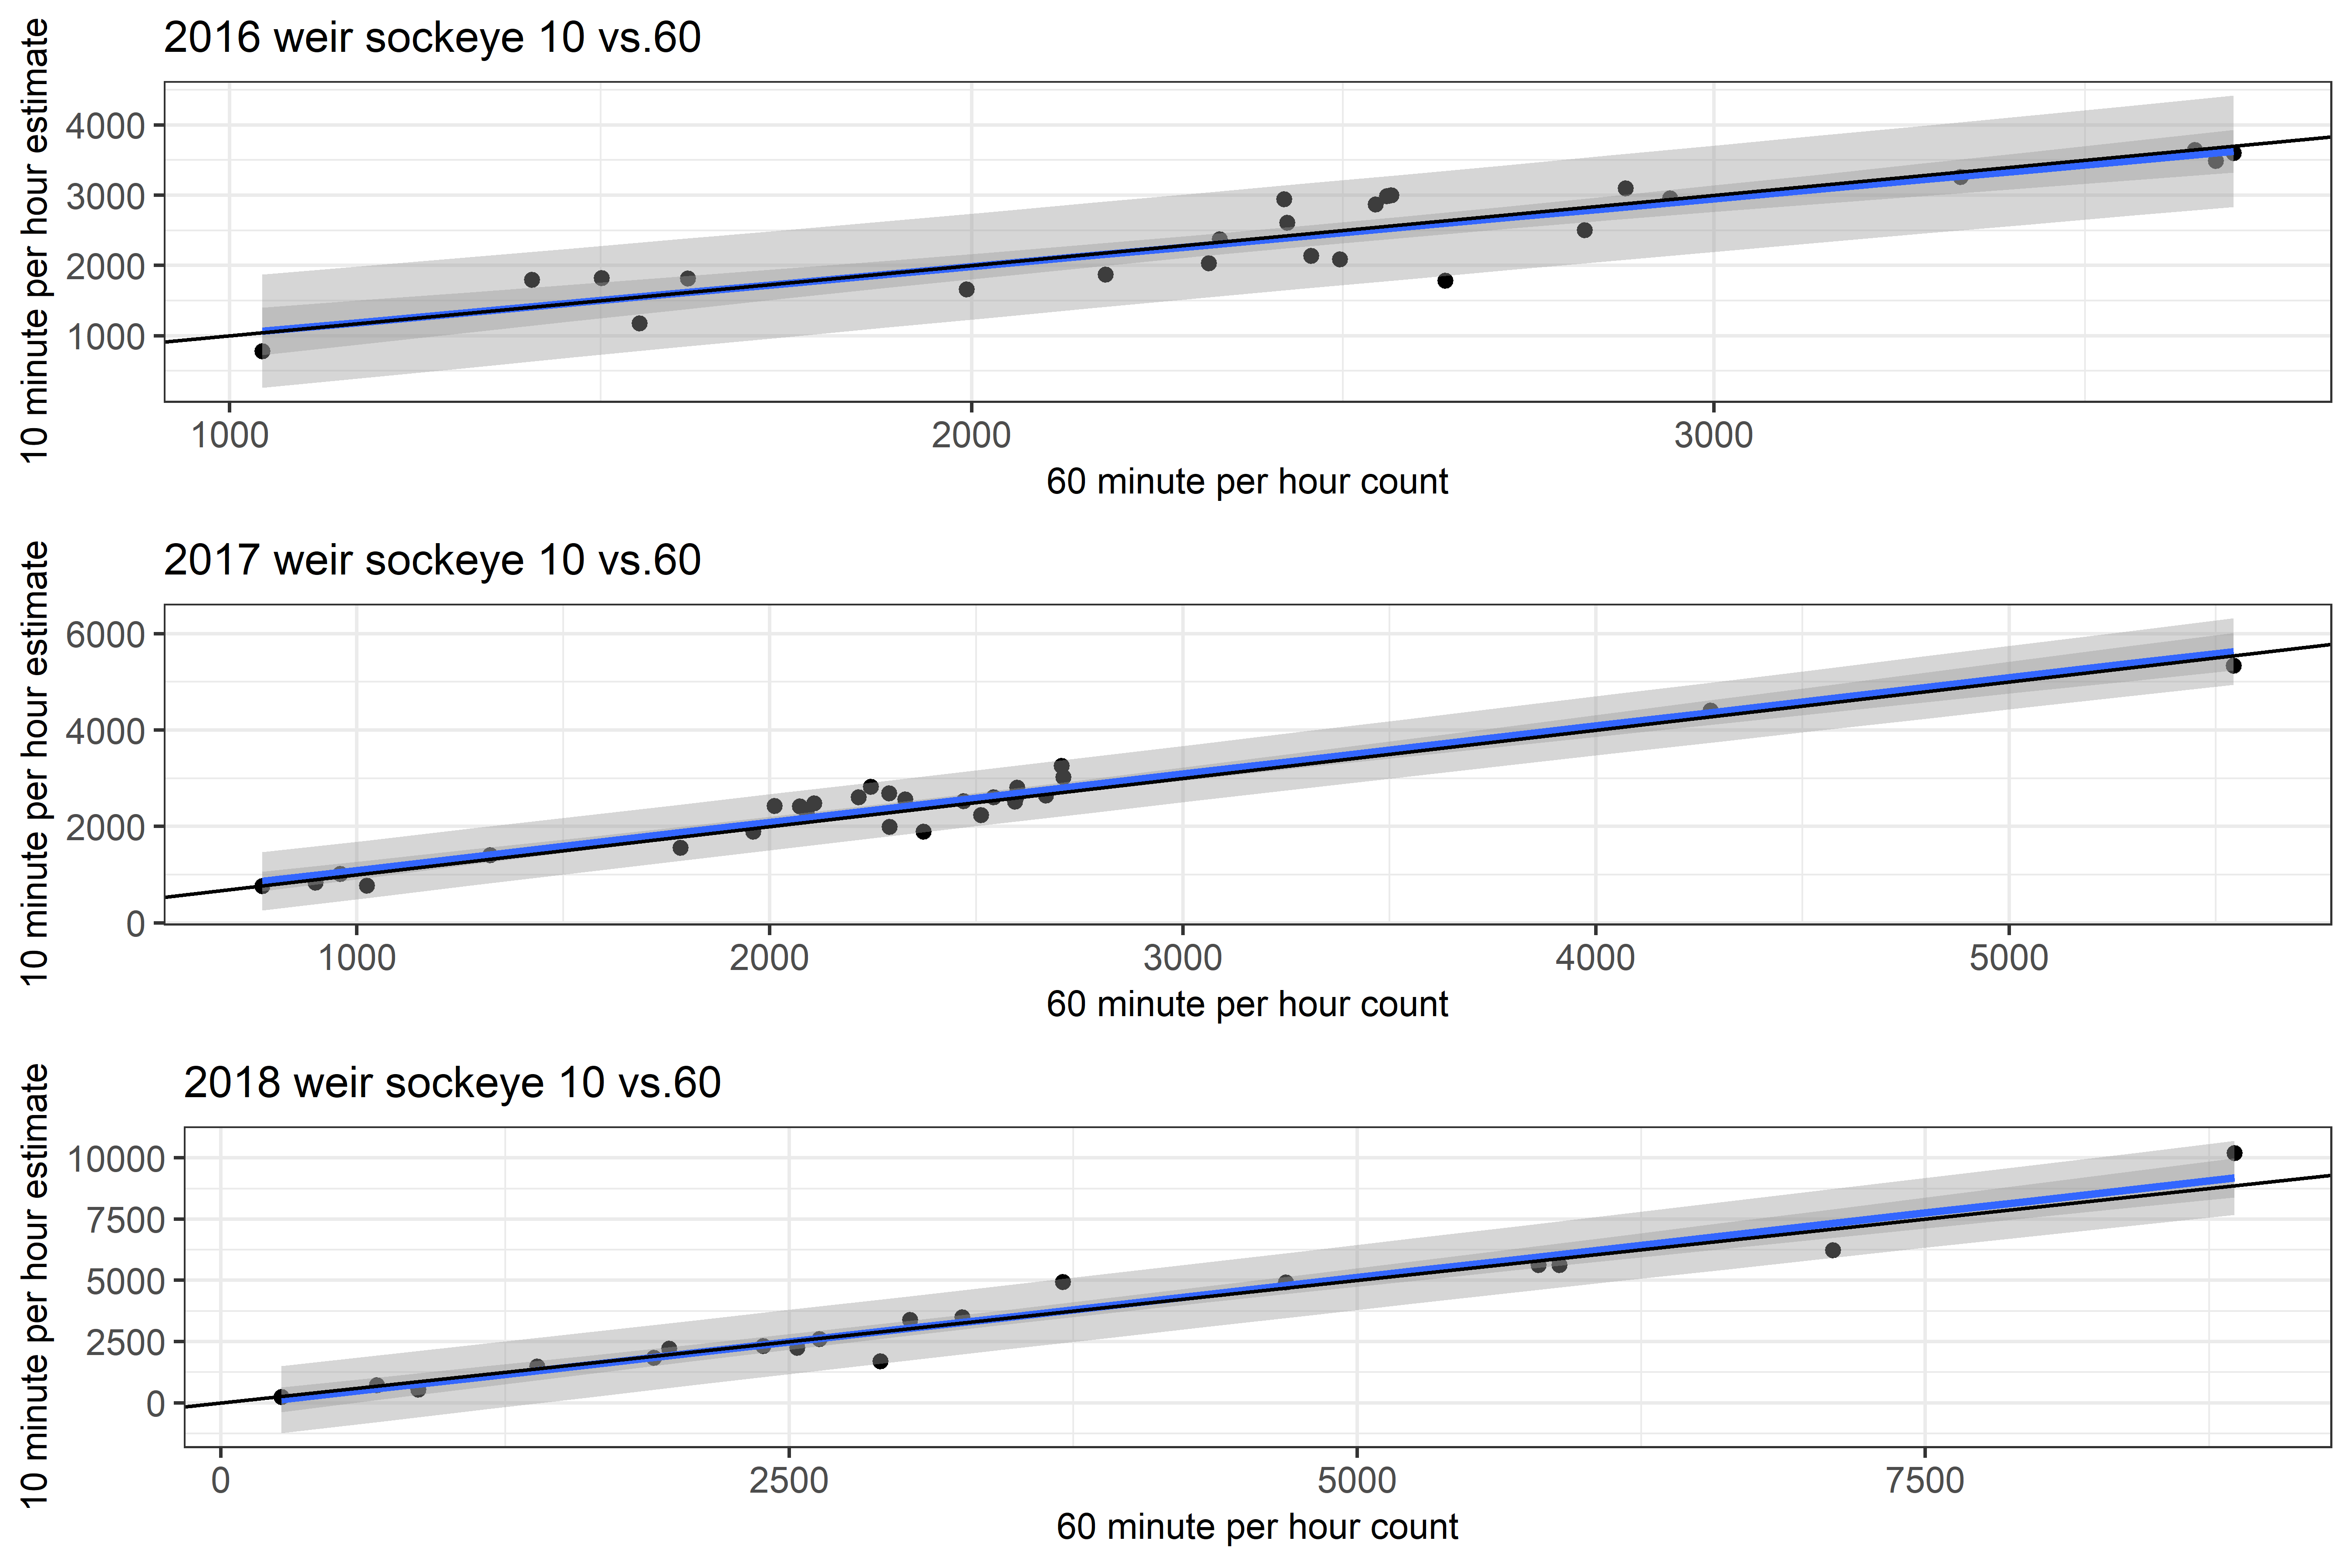 2016 weir sockeye 10 vs.60
10 minute per hour estimate
4000
3000
2000
1000
1000 2000 3000
60 minute per hour count
2017 weir sockeye 10 vs.60
10 minute per hour estimate
6000
4000
2000
0
1000 2000 3000 4000 5000
60 minute per hour count
2018 weir sockeye 10 vs.60
10 minute per hour estimate
10000
7500
5000
2500
0
0 2500 5000 7500
60 minute per hour count